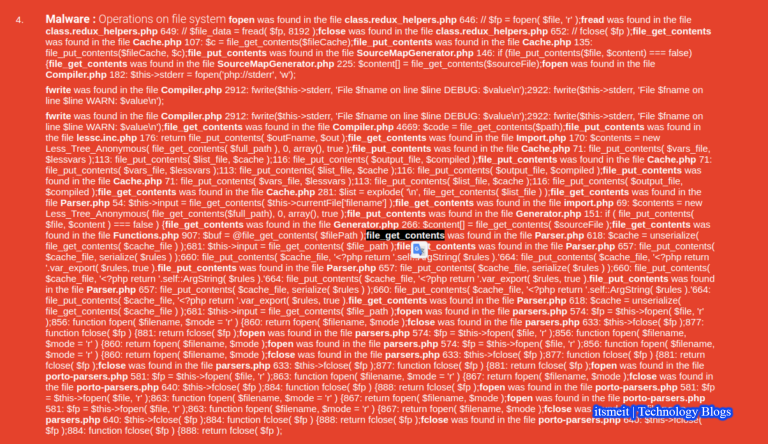 4. Malware : Operations on file system fopen was found in the file class.redux_helpers.php 646: // $fp = fopen( $file, 'r' );fread was found in the file
class.redux_helpers.php 649: // $file_data = fread( $fp, 8192 );fclose was found in the file class.redux_helpers.php 652: // fclose( $fp );file_get_contents
was found in the file Cache.php 107: $c = file_get_contents($fileCache);file_put_contents was found in the file Cache.php 135:
file_put_contents($fileCache, $c);file_put_contents was found in the file SourceMapGenerator.php 146: if (file_put_contents($file, $content) === false)
{file_get_contents was found in the file SourceMapGenerator.php 225: $content[] = file_get_contents($sourceFile);fopen was found in the file
Compiler.php 182: $this->stderr = fopen('php://stderr', 'w');
fwrite was found in the file Compiler.php 2912: fwrite($this->stderr, 'File $fname on line $line DEBUG: $value\n');2922: fwrite($this->stderr, 'File $fname on
line $line WARN: $value\n');
fwrite was found in the file Compiler.php 2912: fwrite($this->stderr, 'File $fname on line $line DEBUG: $value\n');2922: fwrite($this->stderr, 'File $fname on
line $line WARN: $value\n');file_get_contents was found in the file Compiler.php 4669: $code = file_get_contents($path);file_put_contents was found in
the file lessc.inc.php 176: return file_put_contents( $outFname, $out );file_get_contents was found in the file Import.php 170: $contents = new
Less_Tree_Anonymous( file_get_contents( $full_path ), 0, array(), true );file_put_contents was found in the file Cache.php 71: file_put_contents( $vars_file,
$lessvars );113: file_put_contents( $list_file, $cache );116: file_put_contents( $output_file, $compiled );file_put_contents was found in the file Cache.php 71:
file_put_contents( $vars_file, $lessvars );113: file_put_contents( $list_file, $cache );116: file_put_contents( $output_file, $compiled );file_put_contents was
found in the file Cache.php 71: file_put_contents( $vars_file, $lessvars );113: file_put_contents( $list_file, $cache );116: file_put_contents( $output_file,
$compiled );file_get_contents was found in the file Cache.php 281: $list = explode( '\n', file_get_contents( $list_file ) );file_get_contents was found in the file
Parser.php 54: $this->input = file_get_contents( $this->currentFile['filename'] );file_get_contents was found in the file import.php 69: $contents = new
Less_Tree_Anonymous( file_get_contents($full_path), 0, array(), true );file_put_contents was found in the file Generator.php 151: if ( file_put_contents(
$file, $content ) === false ) {file_get_contents was found in the file Generator.php 266: $content[] = file_get_contents( $sourceFile );file_get_contents was
found in the file Functions.php 907: $buf = @file_get_contents( $filePath );file_get_contents was found in the file Parser.php 618: $cache = unserialize(
file_get_contents( $cache_file ) );681: $this->input = file_get_contents( $file_path );file_put_contents was found in the file Parser.php 657: file_put_contents(
$cache_file, serialize( $rules ) );660: file_put_contents( $cache_file, '<?php return '.self::ArgString( $rules ).'664: file_put_contents( $cache_file, '<?php return
'.var_export( $rules, true ).file_put_contents was found in the file Parser.php 657: file_put_contents( $cache_file, serialize( $rules ) );660: file_put_contents(
$cache_file, '<?php return '.self::ArgString( $rules ).'664: file_put_contents( $cache_file, '<?php return '.var_export( $rules, true ).file_put_contents was found
in the file Parser.php 657: file_put_contents( $cache_file, serialize( $rules ) );660: file_put_contents( $cache_file, '<?php return '.self::ArgString( $rules ).'664:
file_put_contents( $cache_file, '<?php return '.var_export( $rules, true ).file_get_contents was found in the file Parser.php 618: $cache = unserialize(
file_get_contents( $cache_file ) );681: $this->input = file_get_contents( $file_path );fopen was found in the file parsers.php 574: $fp = $this->fopen( $file, 'r'
);856: function fopen( $filename, $mode = 'r' ) {860: return fopen( $filename, $mode );fclose was found in the file parsers.php 633: $this->fclose( $fp );877:
function fclose( $fp ) {881: return fclose( $fp );fopen was found in the file parsers.php 574: $fp = $this->fopen( $file, 'r' );856: function fopen( $filename,
$mode = 'r' ) {860: return fopen( $filename, $mode );fopen was found in the file parsers.php 574: $fp = $this->fopen( $file, 'r' );856: function fopen( $filename,
$mode = 'r' ) {860: return fopen( $filename, $mode );fclose was found in the file parsers.php 633: $this->fclose( $fp );877: function fclose( $fp ) {881: return
fclose( $fp );fclose was found in the file parsers.php 633: $this->fclose( $fp );877: function fclose( $fp ) {881: return fclose( $fp );fopen was found in the file
porto-parsers.php 581: $fp = $this->fopen( $file, 'r' );863: function fopen( $filename, $mode = 'r' ) {867: return fopen( $filename, $mode );fclose was found in
the file porto-parsers.php 640: $this->fclose( $fp );884: function fclose( $fp ) {888: return fclose( $fp );fopen was found in the file porto-parsers.php 581: $fp
= $this->fopen( $file, 'r' );863: function fopen( $filename, $mode = 'r' ) {867: return fopen( $filename, $mode );fopen was found in the file porto-parsers.php
581: $fp = $this->fopen( $file, 'r' );863: function fopen( $filename, $mode = 'r' ) {867: return fopen( $filename, $mode );fclose was
parsers.php 640: $this->fclose( $fp );884: function fclose( $fp ) {888: return fclose( $fp );fclose was found in the file porto-parsers.php 640: $this->fclose(
$fp );884: function fclose( $fp ) {888: return fclose( $fp );
itsmeit | Technology Blogs